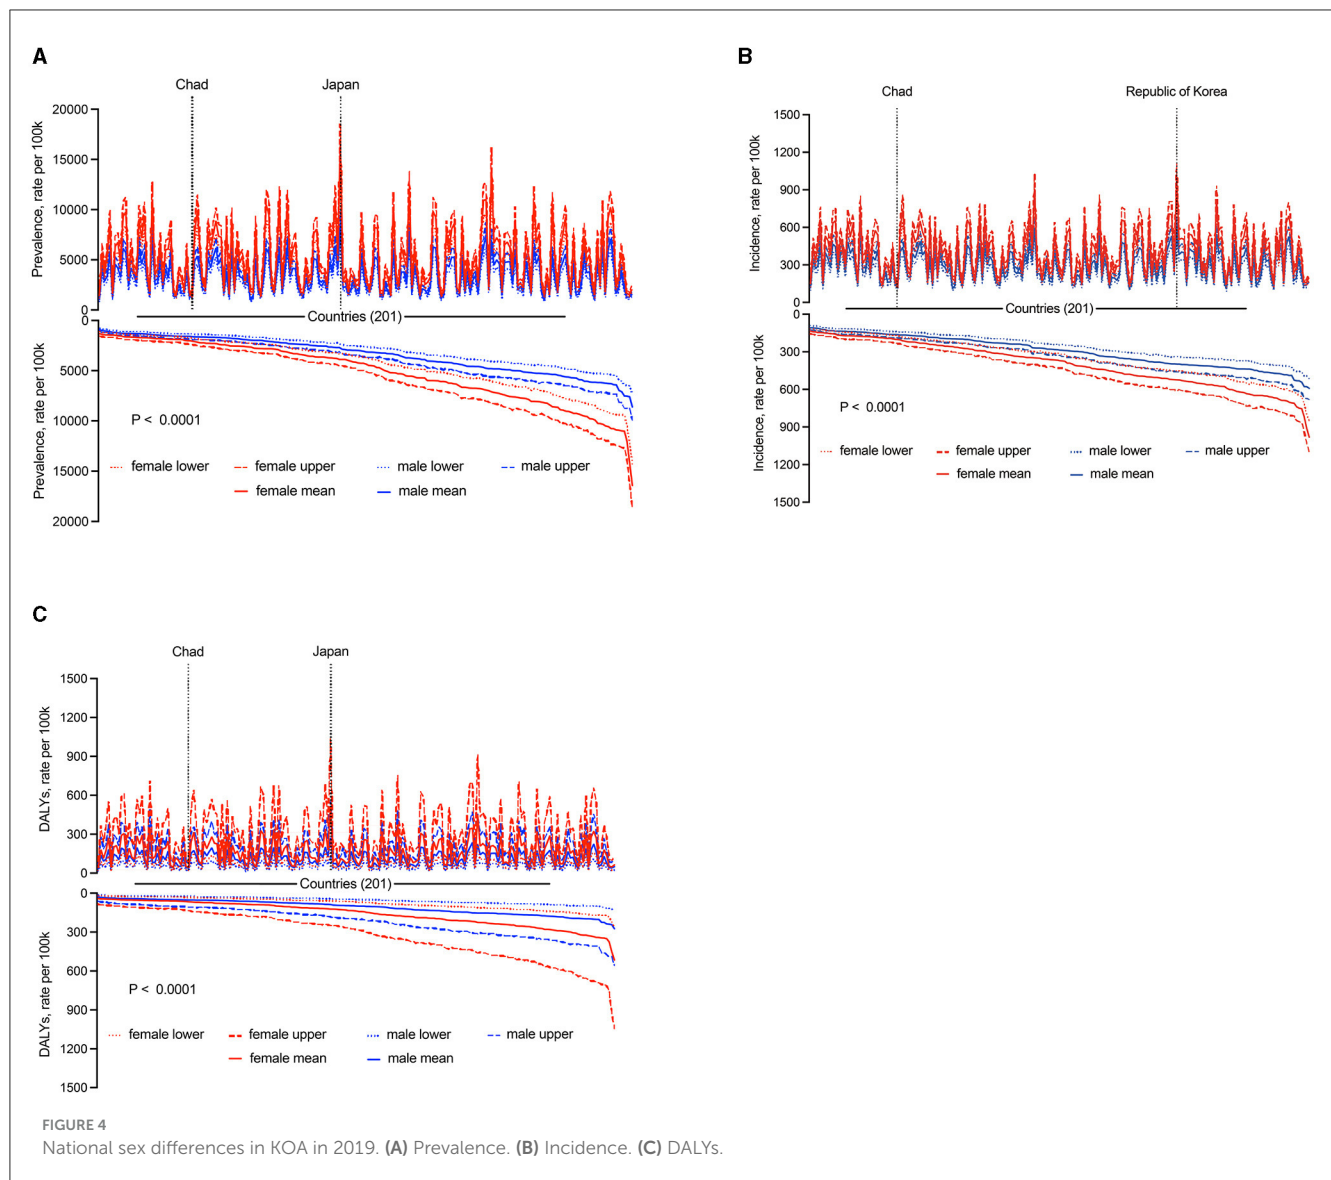 A
Chad
Japan
20000
15000
10000
5000
0
Prevalence, rate per 100k
Countries (201)
0
5000
10000
15000
20000
Prevalence, rate per 100k
P < 0.0001
female lower
female upper
male lower
male upper
female mean
male mean
B
Chad
Republic of Korea
1500
1200
900
600
300
0
Incidence, rate per 100k
Countries (201)
0
300
600
900
1200
1500
Incidence, rate per 100k
P < 0.0001
female lower
female upper
male lower
male upper
female mean
male mean
C
Chad
Japan
1500
1200
900
600
300
0
DALYs, rate per 100k
Countries (201)
0
300
600
900
1200
1500
DALYs, rate per 100k
P < 0.0001
female lower
female upper
male lower
male upper
female mean
male mean
FIGURE 4
National sex differences in KOA in 2019. (A) Prevalence. (B) Incidence. (C) DALYs.